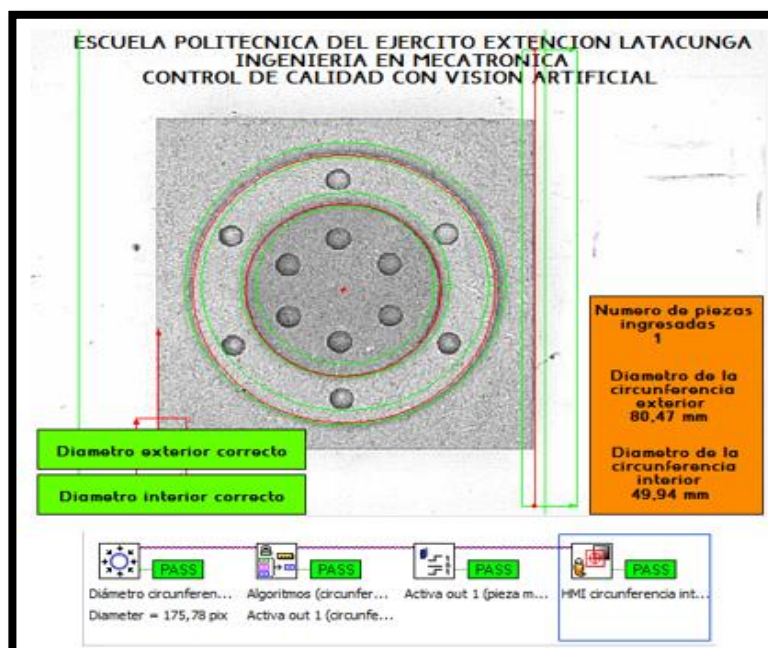 ESCUELA POLITECNICA DEL EJERCITO EXTENCION LATACUNGA
INGENIERIA EN MECATRONICA
CONTROL DE CALIDAD CON VISION ARTIFICIAL
Numero de piezas
ingresadas
1
Diametro de la
circunferencia
exterior
80,47 mm
Diametro de la
circunferencia
interior
49,94 mm
Diametro exterior correcto
Diametro interior correcto
PASS
PASS
PASS
PASS
Diámetro circunferen...
Algoritmos (circunfer...
Activa out 1 (pieza m...
HMI circunferencia int...
Diameter = 175,78 pix
Activa out 1 (circunfe...